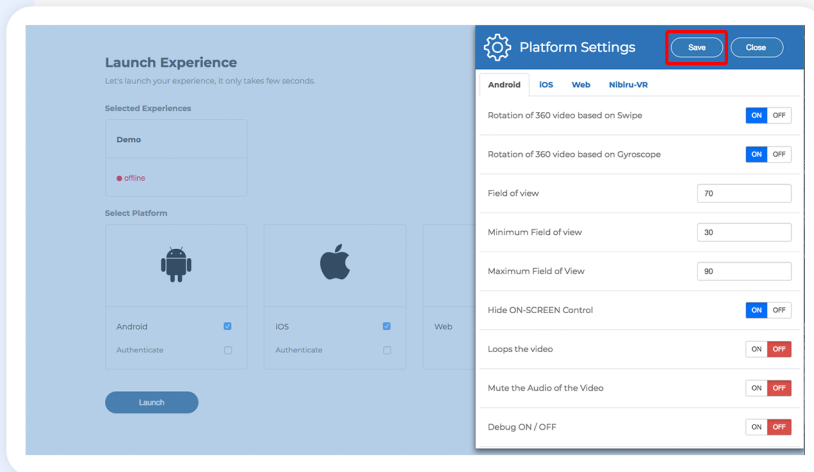 Launch Experience
Let's launch your experience, it only takes few seconds.
Selected Experiences
Demo
offline
Select Platform
Android
Authenticate
iOS
Authenticate
Web
Launch
Platform Settings
Save
Close
Android
iOS
Web
Nibiru-VR
Rotation of 360 video based on Swipe
ON OFF
Rotation of 360 video based on Gyroscope
ON OFF
Field of view
70
Minimum Field of view
30
Maximum Field of View
90
Hide ON-SCREEN Control
ON OFF
Loops the video
ON OFF
Mute the Audio of the Video
ON OFF
Debug ON / OFF
ON OFF